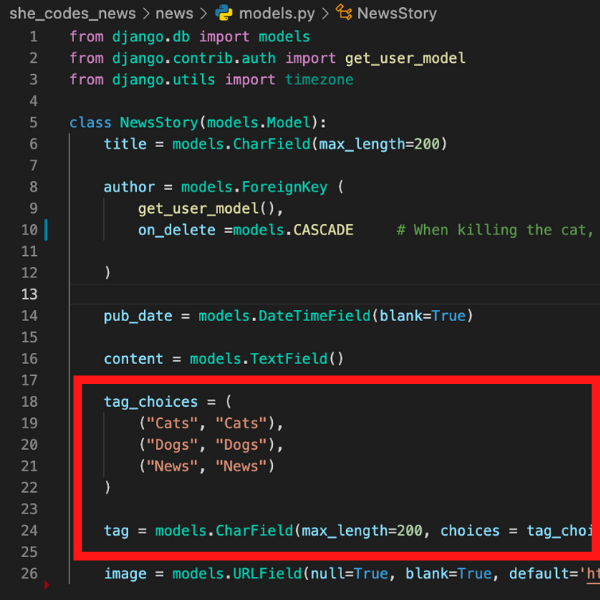 she_codes_news > news > models.py > NewsStory
1 from django.db import models
2 from django.contrib.auth import get_user_model
3 from django.utils import timezone
4
5 class NewsStory(models.Model):
6 title = models.CharField(max_length=200)
7
8 author = models.ForeignKey (
9 get_user_model(),
10 on_delete =models.CASCADE # When killing the cat,
11
12 )
13
14 pub_date = models.DateTimeField(blank=True)
15
16 content = models.TextField()
17
18 tag_choices = (
19 ("Cats", "Cats"),
20 ("Dogs", "Dogs"),
21 ("News", "News")
22 )
23
24 tag = models.CharField(max_length=200, choices = tag_choi
25
26 image = models.URLField(null=True, blank=True, default='ht